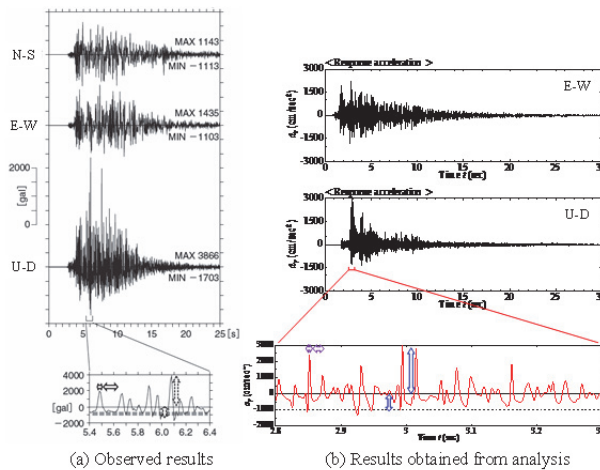 N-S
MAX 1143
MIN -1113
E-W
MAX 1435
MIN -1103
[gal]
2000
0
U-D
MAX 3866
MIN -1703
0 5 10 15 20 25 [s]
4000
2000
[gal]
0
-2000
5.4 5.6 5.8 6.0 6.2 6.4
(a) Observed results
< Response acceleration >
3000
1500
0
-1500
-3000
E-W
0 5 10 15 20 25 30
Time t (sec)
< Response acceleration >
3000
1500
0
-1500
-3000
U-D
0 5 10 15 20 25 30
Time t (sec)
0
2.8 2.9 3 3.1 3.2
Time t (sec)
(b) Results obtained from analysis